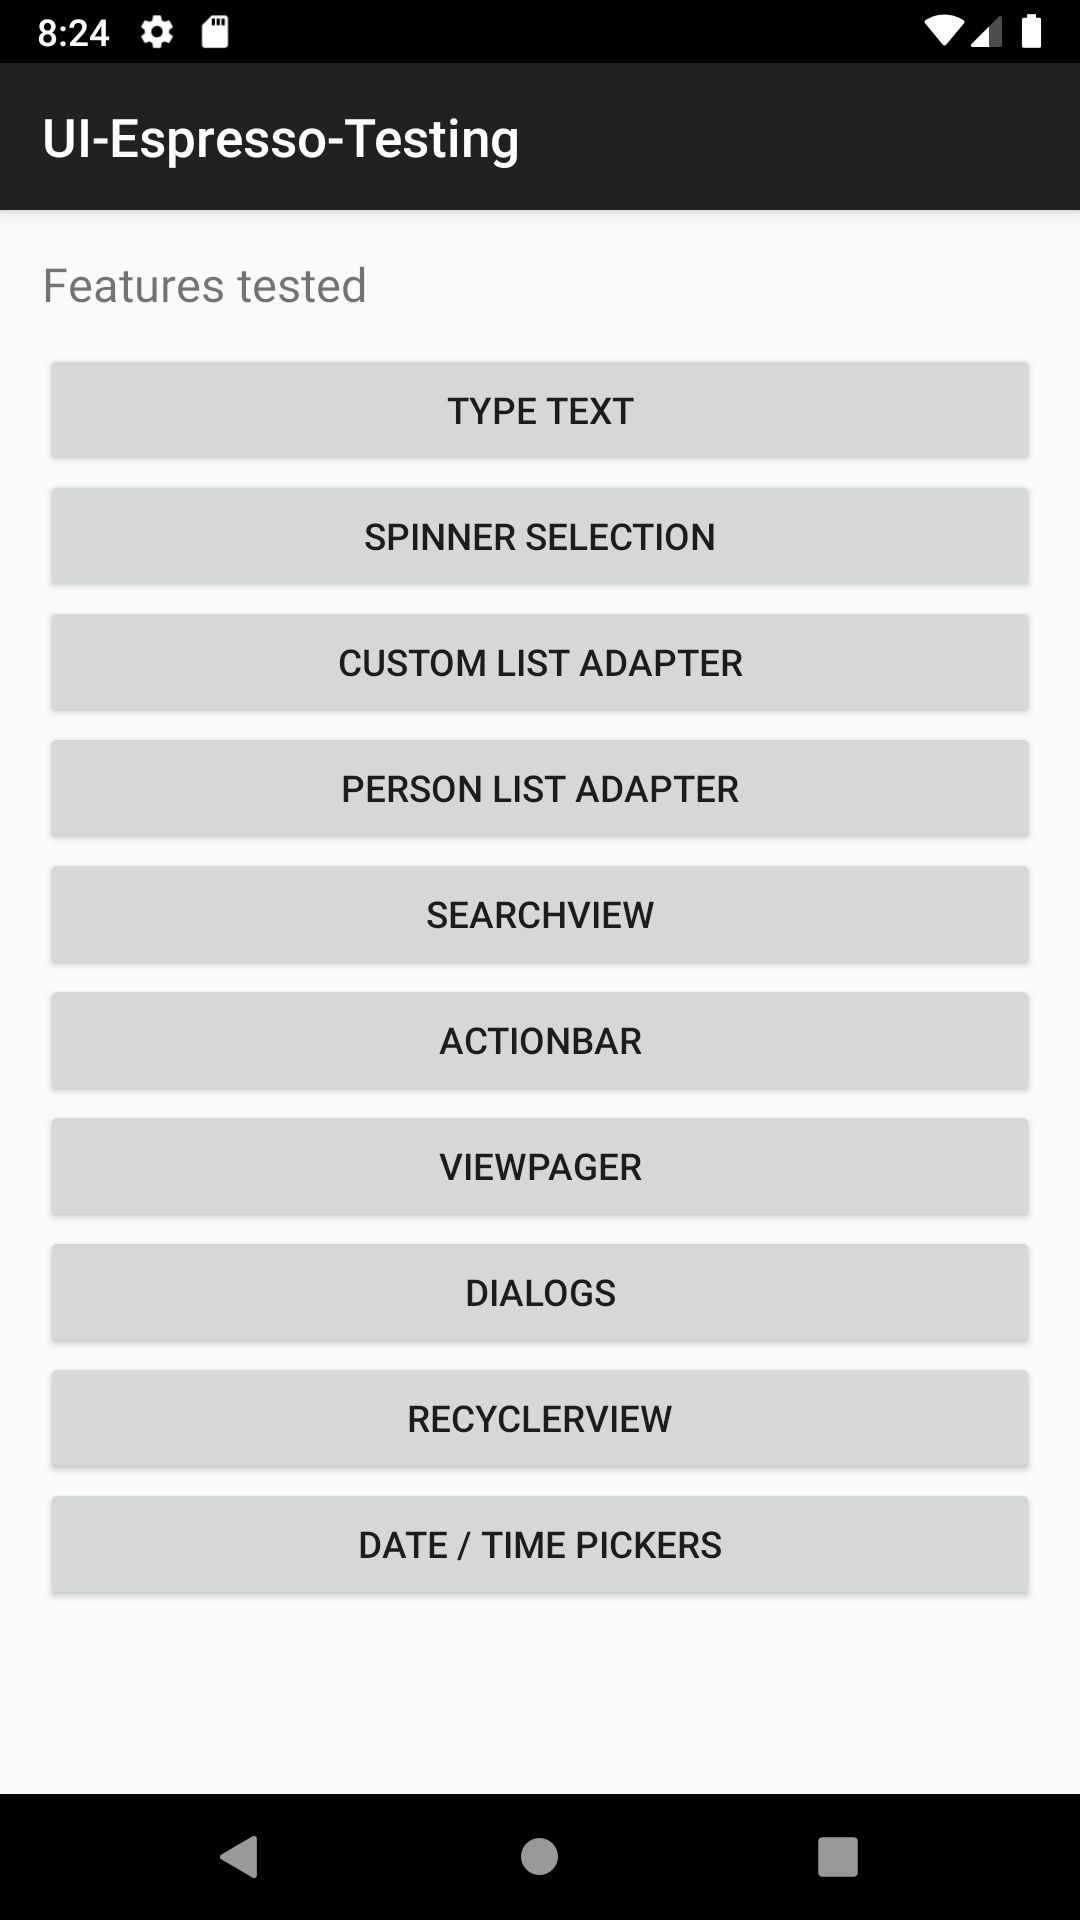 8:24
UI-Espresso-Testing
Features tested
TYPE TEXT
SPINNER SELECTION
CUSTOM LIST ADAPTER
PERSON LIST ADAPTER
SEARCHVIEW
ACTIONBAR
VIEWPAGER
DIALOGS
RECYCLERVIEW
DATE / TIME PICKERS